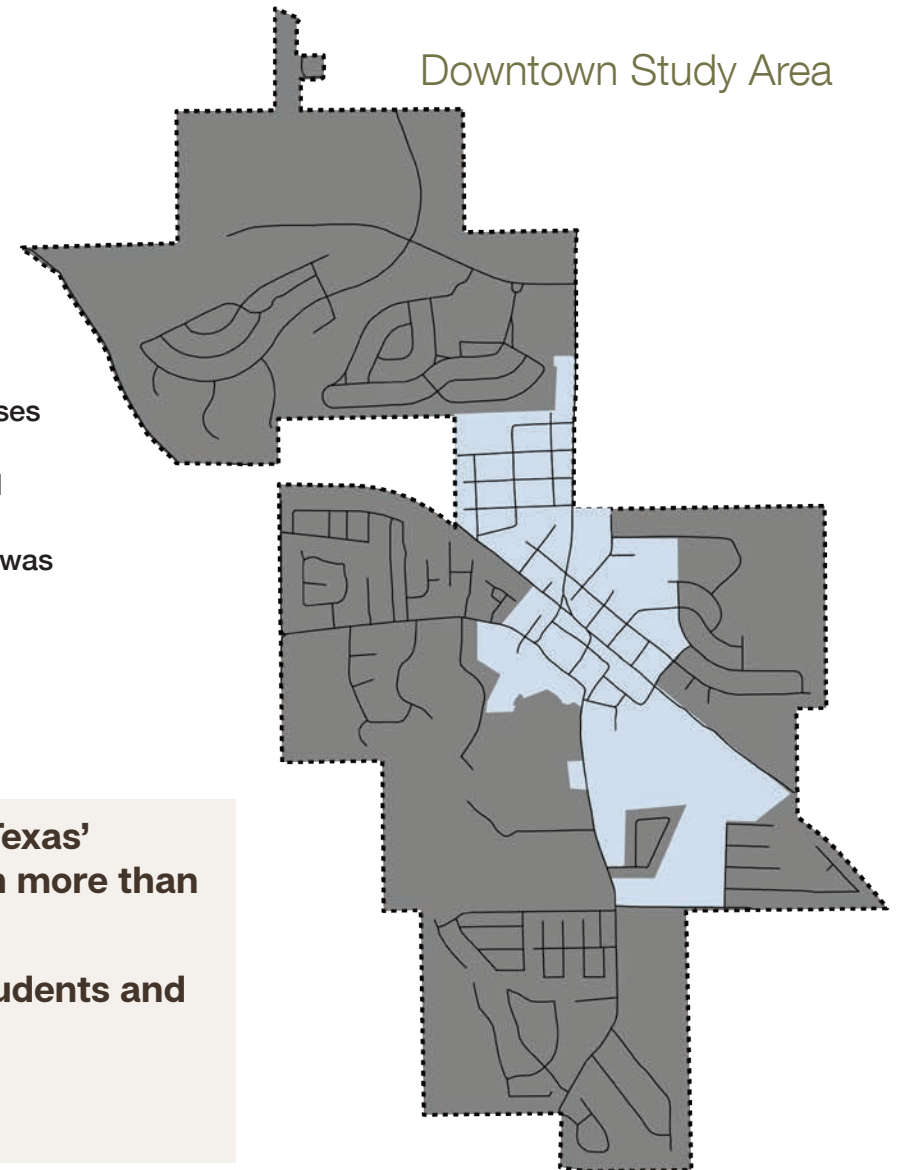 Downtown Study Area
ses
was
Texas’
more than
udents and